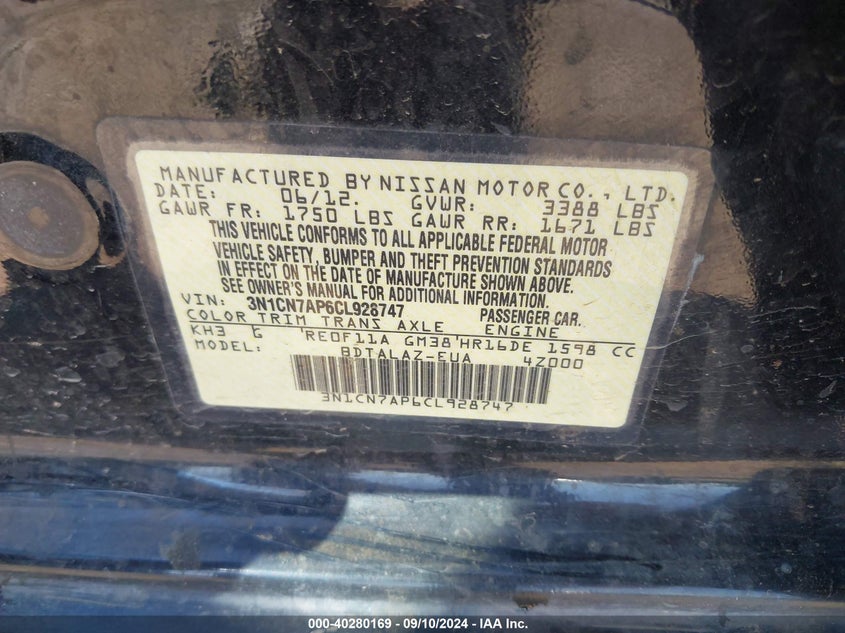 MANUFACTURED BY NISSAN MOTOR CO., LTD.
DATE: 06/12. GVWR: 3388 LBS
GAWR FR: 1750 LBS GAWR RR: 1671 LBS
THIS VEHICLE CONFORMS TO ALL APPLICABLE FEDERAL MOTOR
VEHICLE SAFETY, BUMPER AND THEFT PREVENTION STANDARDS
IN EFFECT ON THE DATE OF MANUFACTURE SHOWN ABOVE.
SEE OWNER'S MANUAL FOR ADDITIONAL INFORMATION.
VIN: 3N1CN7AP6CL928747 PASSENGER CAR.
COLOR TRIM TRANS AXLE ENGINE
KH3 G RE0F11A GM38 HR16DE 1598 CC
MODEL: BDTALAZ-EUA 4Z000
3N1CN7AP6CL928747
000-40280169 - 09/10/2024 - IAA Inc.